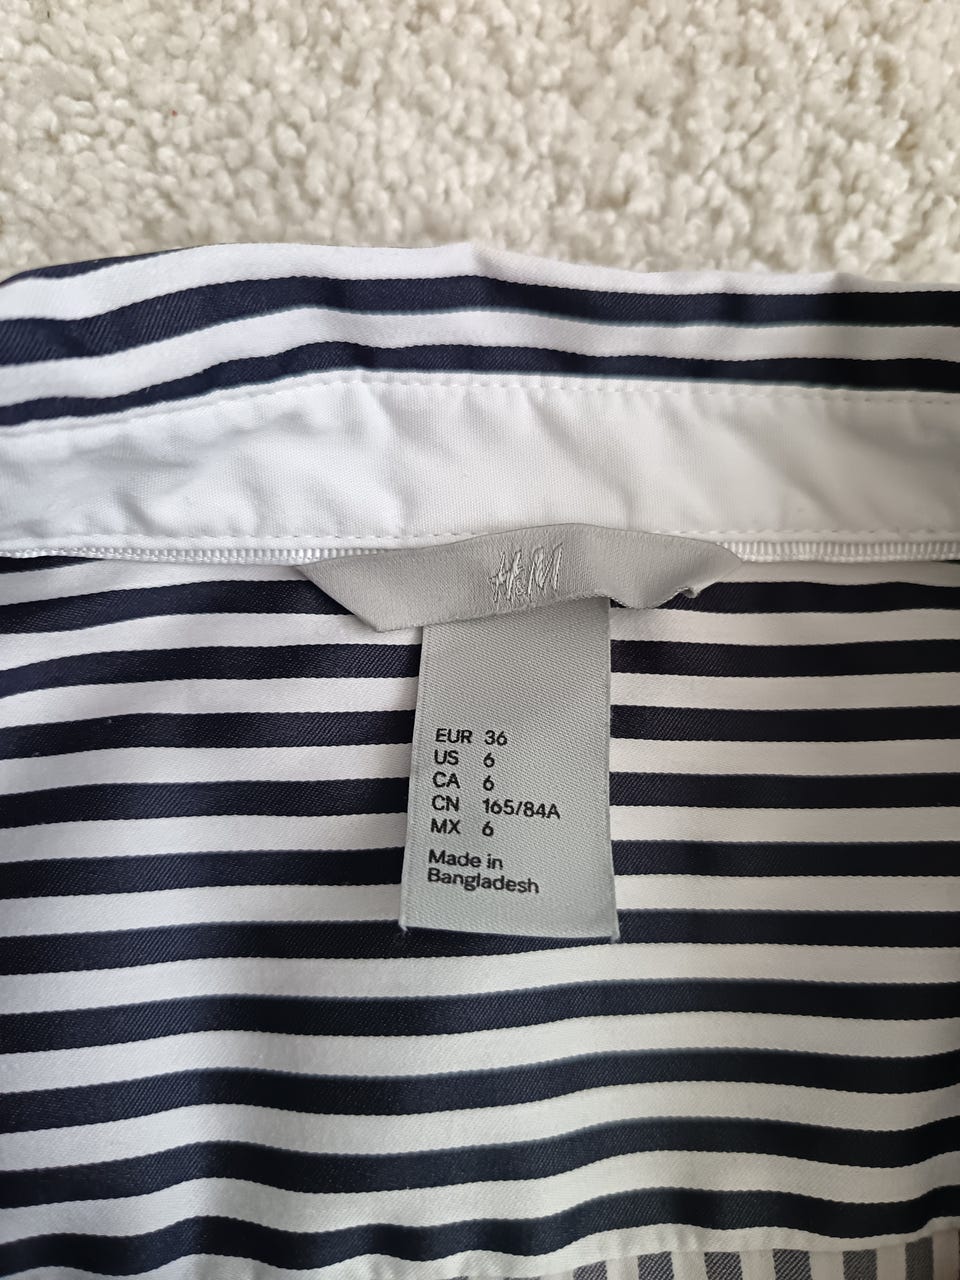 H&M
EUR 36
US 6
CA 6
CN 165/84A
MX 6
Made in
Bangladesh